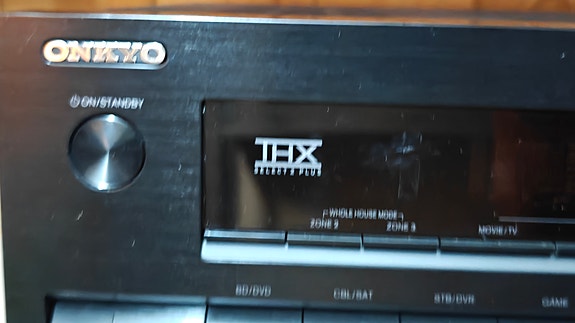 ONKYO
ON/STANDBY
THX
SELECT2 PLUS
WHOLE HOUSE MODE
ZONE 2 ZONE 3 MOVIE/TV
BD/DVD CBL/SAT STB/DVR GAME